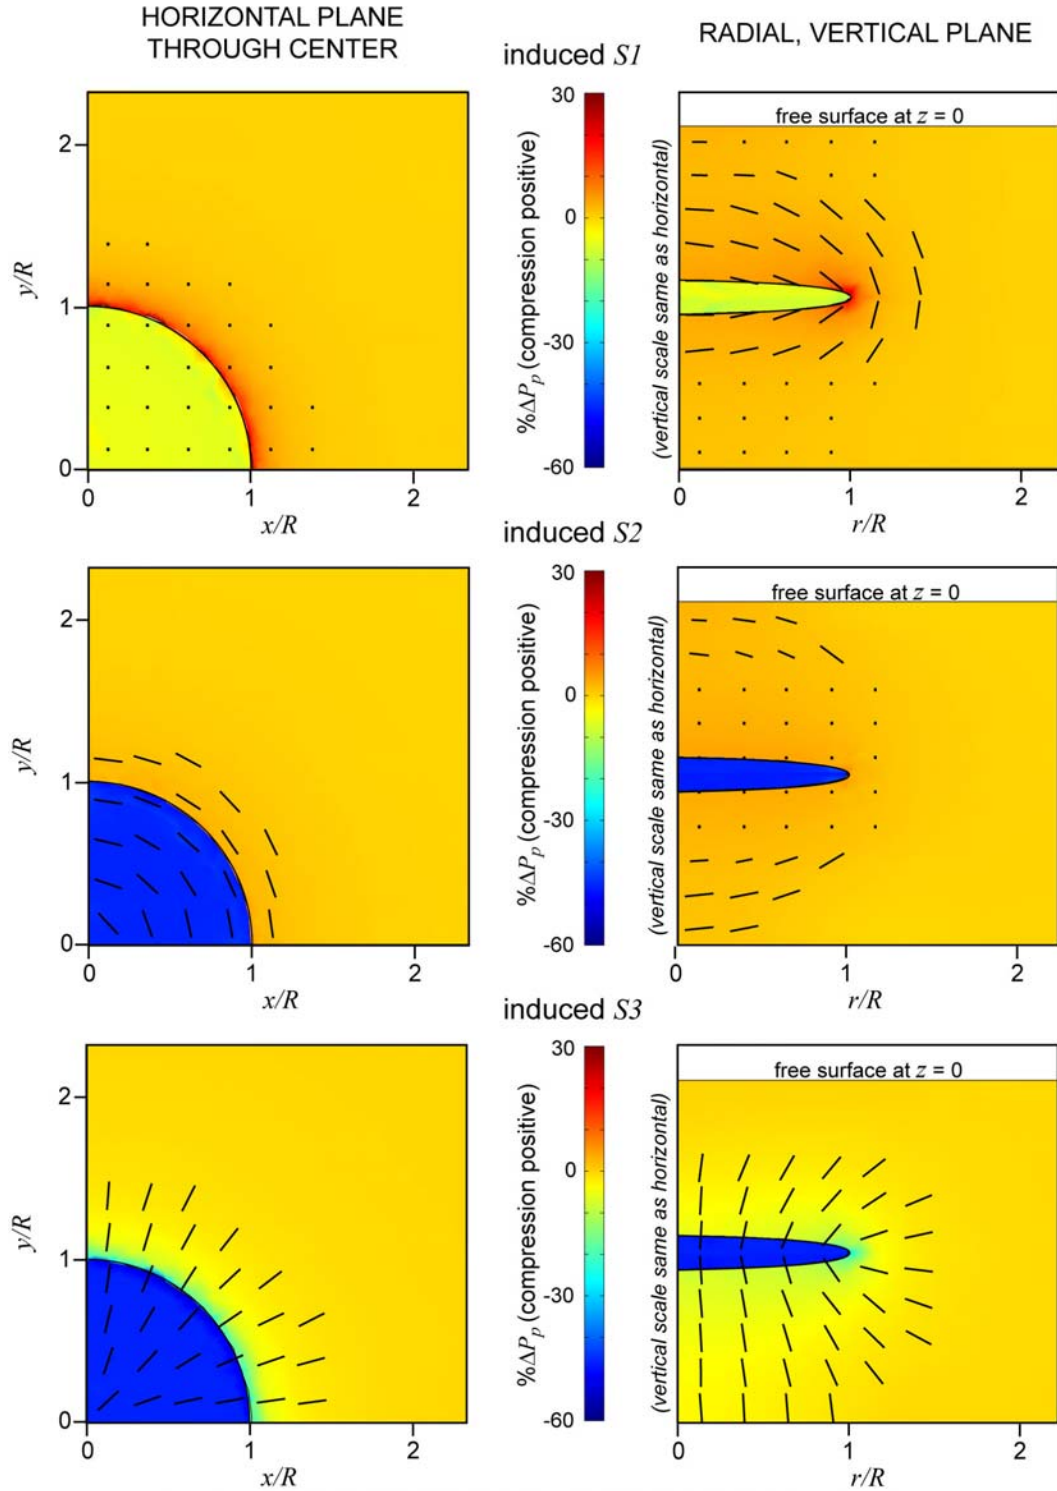 HORIZONTAL PLANE
THROUGH CENTER
RADIAL, VERTICAL PLANE
induced S1
y/R
2
1
0
0
1
2
x/R
%ΔPp (compression positive)
30
0
-30
-60
free surface at z = 0
(vertical scale same as horizontal)
0
1
2
r/R
induced S2
y/R
2
1
0
0
1
2
x/R
%ΔPp (compression positive)
30
0
-30
-60
free surface at z = 0
(vertical scale same as horizontal)
0
1
2
r/R
induced S3
y/R
2
1
0
0
1
2
x/R
%ΔPp (compression positive)
30
0
-30
-60
free surface at z = 0
(vertical scale same as horizontal)
0
1
2
r/R